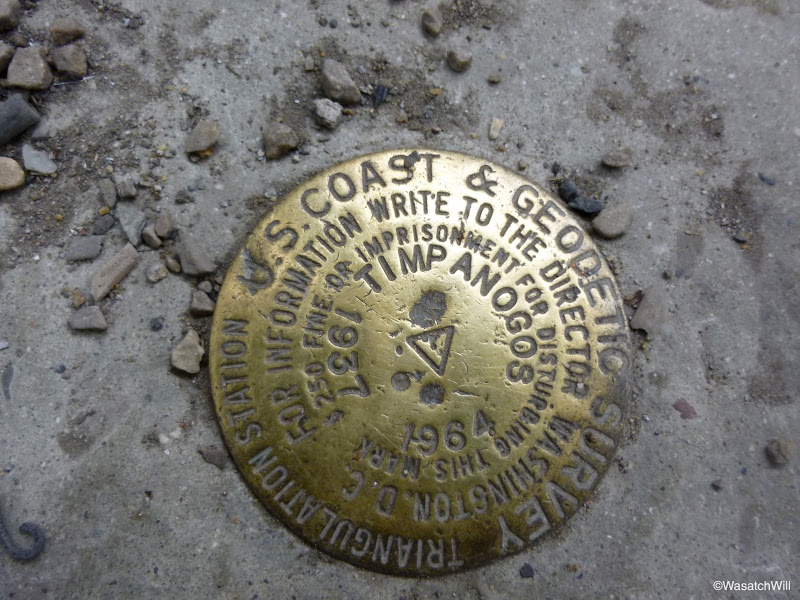 U.S. COAST & GEODETIC SURVEY
TRIANGULATION STATION
FOR INFORMATION WRITE TO THE DIRECTOR WASHINGTON, D.C.
$250 FINE OR IMPRISONMENT FOR DISTURBING THIS MARK
TIMPANOGOS
1937
1964
©WasatchWill